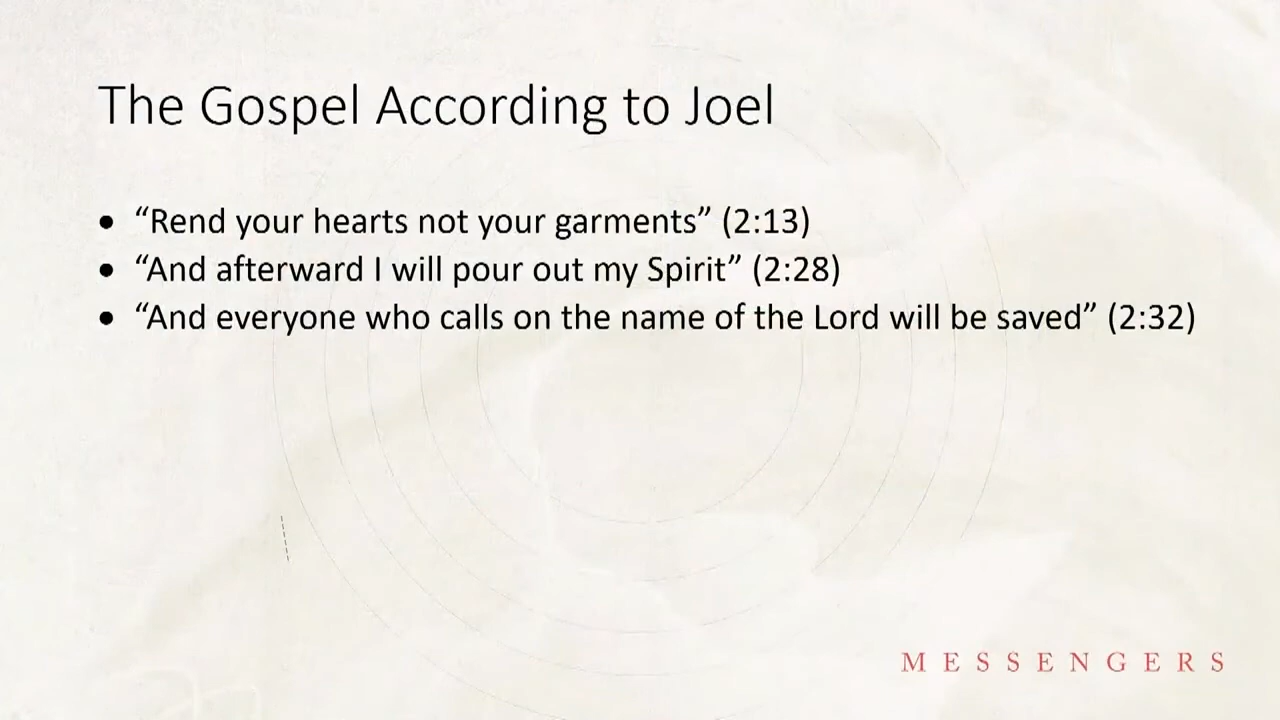 The Gospel According to Joel
• “Rend your hearts not your garments” (2:13)
• “And afterward I will pour out my Spirit” (2:28)
• “And everyone who calls on the name of the Lord will be saved” (2:32)
MESSENGERS